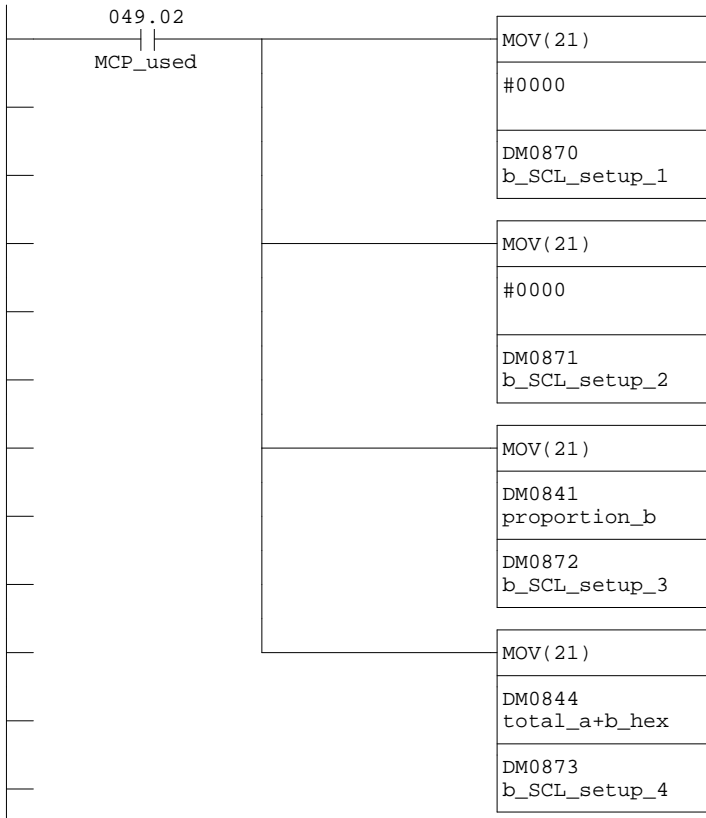 049.02
MCP_used
MOV(21)
#0000
DM0870
b_SCL_setup_1
MOV(21)
#0000
DM0871
b_SCL_setup_2
MOV(21)
DM0841
proportion_b
DM0872
b_SCL_setup_3
MOV(21)
DM0844
total_a+b_hex
DM0873
b_SCL_setup_4